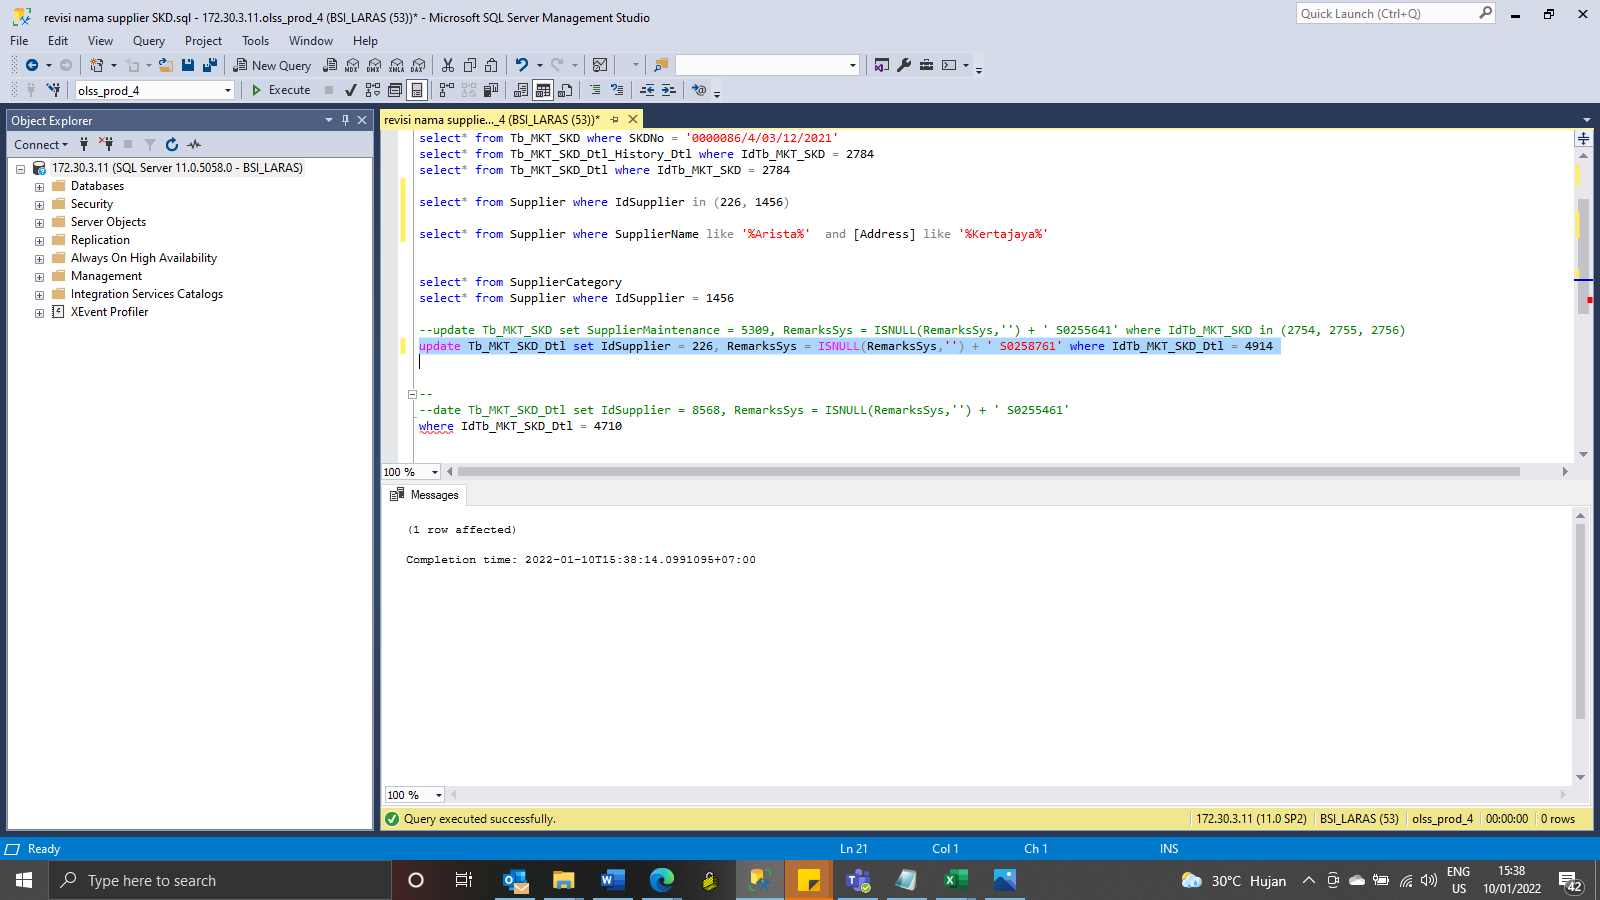 revisi nama supplier SKD.sql - 172.30.3.11.olss_prod_4 (BSI_LARAS (53))* - Microsoft SQL Server Management Studio
Quick Launch (Ctrl+Q)
File Edit View Query Project Tools Window Help
New Query
MDX DMX XMLA DAX
olss_prod_4
Execute
Object Explorer
revisi nama supplie..._4 (BSI_LARAS (53))*
Connect
172.30.3.11 (SQL Server 11.0.5058.0 - BSI_LARAS)
Databases
Security
Server Objects
Replication
Always On High Availability
Management
Integration Services Catalogs
XEvent Profiler
select* from Tb_MKT_SKD where SKDNo = '0000086/4/03/12/2021'
select* from Tb_MKT_SKD_Dtl_History_Dtl where IdTb_MKT_SKD = 2784
select* from Tb_MKT_SKD_Dtl where IdTb_MKT_SKD = 2784
select* from Supplier where IdSupplier in (226, 1456)
select* from Supplier where SupplierName like '%Arista%'  and [Address] like '%Kertajaya%'
select* from SupplierCategory
select* from Supplier where IdSupplier = 1456
--update Tb_MKT_SKD set SupplierMaintenance = 5309, RemarksSys = ISNULL(RemarksSys,'') + ' S0255641' where IdTb_MKT_SKD in (2754, 2755, 2756)
update Tb_MKT_SKD_Dtl set IdSupplier = 226, RemarksSys = ISNULL(RemarksSys,'') + ' S0258761' where IdTb_MKT_SKD_Dtl = 4914
--
--date Tb_MKT_SKD_Dtl set IdSupplier = 8568, RemarksSys = ISNULL(RemarksSys,'') + ' S0255461'
where IdTb_MKT_SKD_Dtl = 4710
100 %
Messages
(1 row affected)
Completion time: 2022-01-10T15:38:14.0991095+07:00
100 %
Query executed successfully.
172.30.3.11 (11.0 SP2) BSI_LARAS (53) olss_prod_4 00:00:00 0 rows
Ready
Ln 21 Col 1 Ch 1 INS
Type here to search
30°C Hujan
ENG
US
15:38
10/01/2022
42